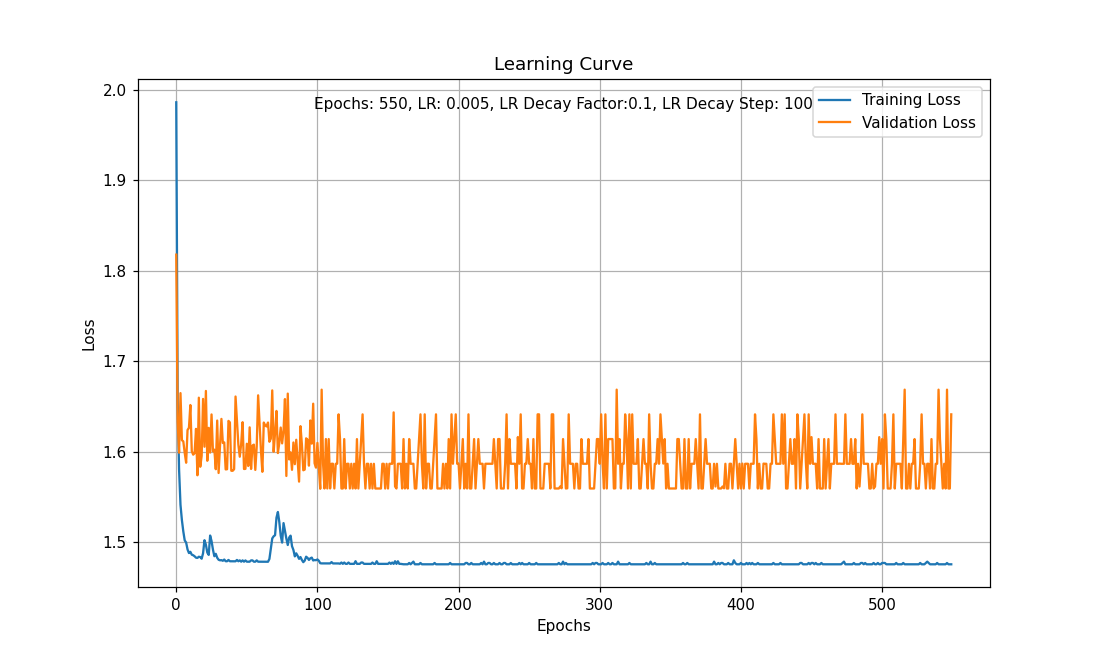 Learning Curve
Epochs: 550, LR: 0.005, LR Decay Factor:0.1, LR Decay Step: 100
Training Loss
Validation Loss
2.0
1.9
1.8
1.7
1.6
1.5
Loss
0 100 200 300 400 500
Epochs